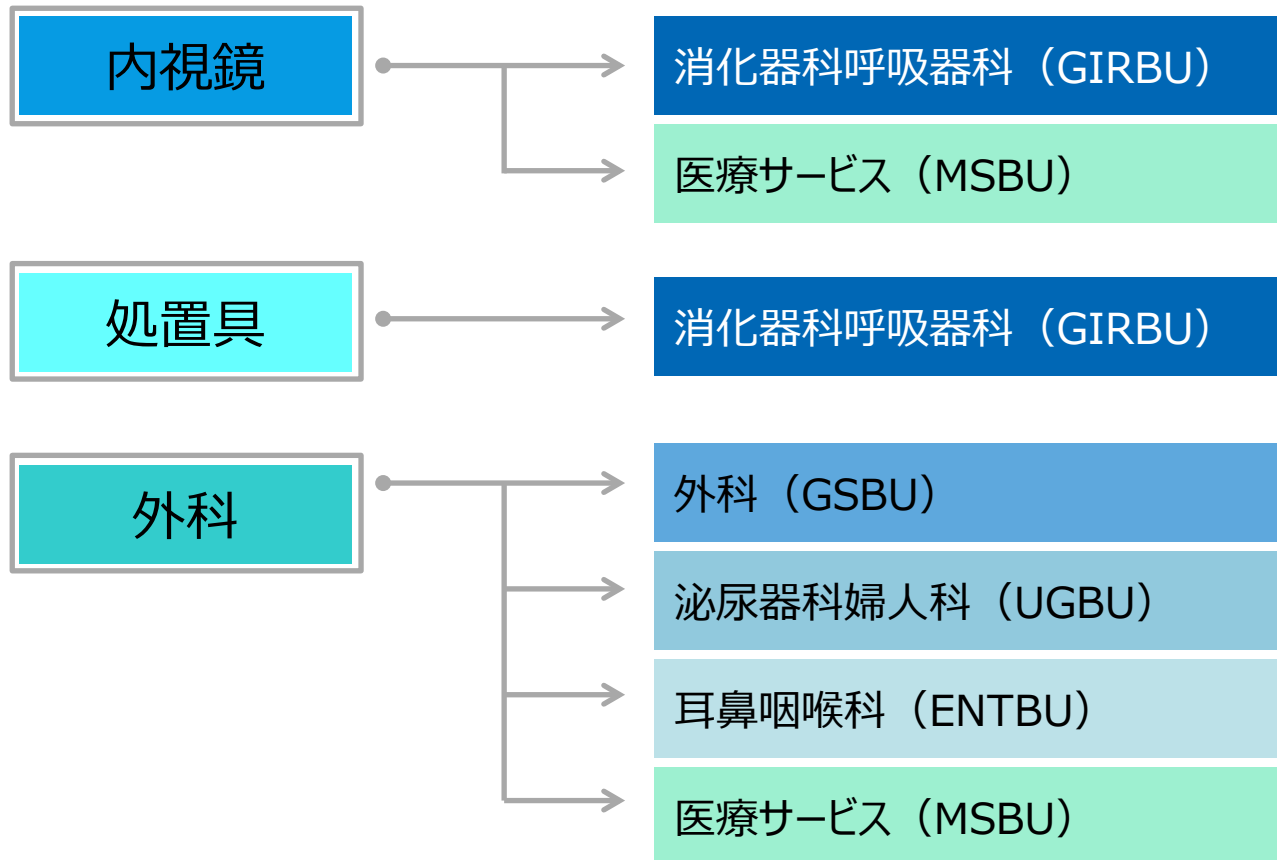 内視鏡
消化器科呼吸器科（GIRBU）
医療サービス（MSBU）
処置具
消化器科呼吸器科（GIRBU）
外科
外科（GSBU）
泌尿器科婦人科（UGBU）
耳鼻咽喉科（ENTBU）
医療サービス（MSBU）